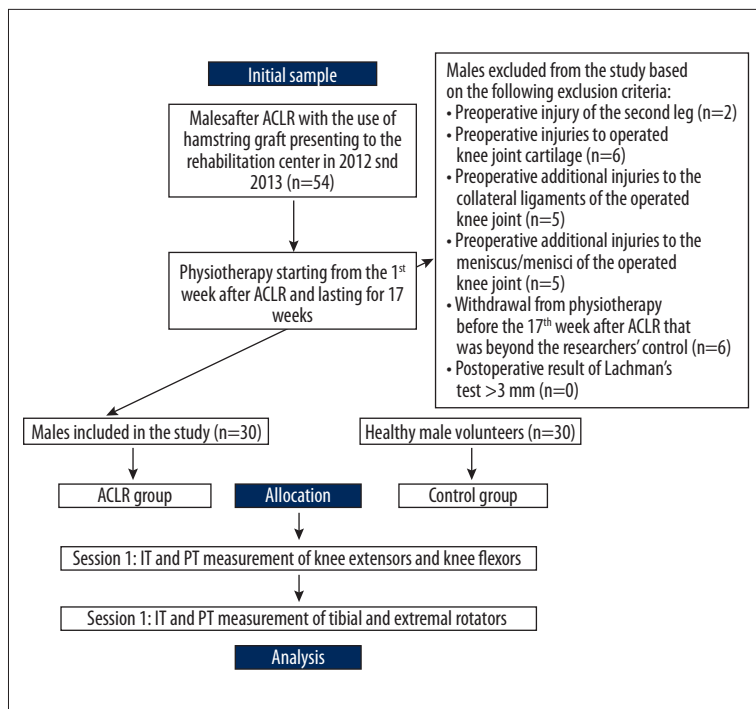 Initial sample
Malesafter ACLR with the use of
hamstring graft presenting to the
rehabilitation center in 2012 snd
2013 (n=54)
Physiotherapy starting from the 1st
week after ACLR and lasting for 17
weeks
Males excluded from the study based
on the following exclusion criteria:
• Preoperative injury of the second leg (n=2)
• Preoperative injuries to operated
knee joint cartilage (n=6)
• Preoperative additional injuries to the
collateral ligaments of the operated
knee joint (n=5)
• Preoperative additional injuries to the
meniscus/menisci of the operated
knee joint (n=5)
• Withdrawal from physiotherapy
before the 17th week after ACLR that
was beyond the researchers' control (n=6)
• Postoperative result of Lachman's
test >3 mm (n=0)
Males included in the study (n=30)
Healthy male volunteers (n=30)
ACLR group
Allocation
Control group
Session 1: IT and PT measurement of knee extensors and knee flexors
Session 1: IT and PT measurement of tibial and extremal rotators
Analysis